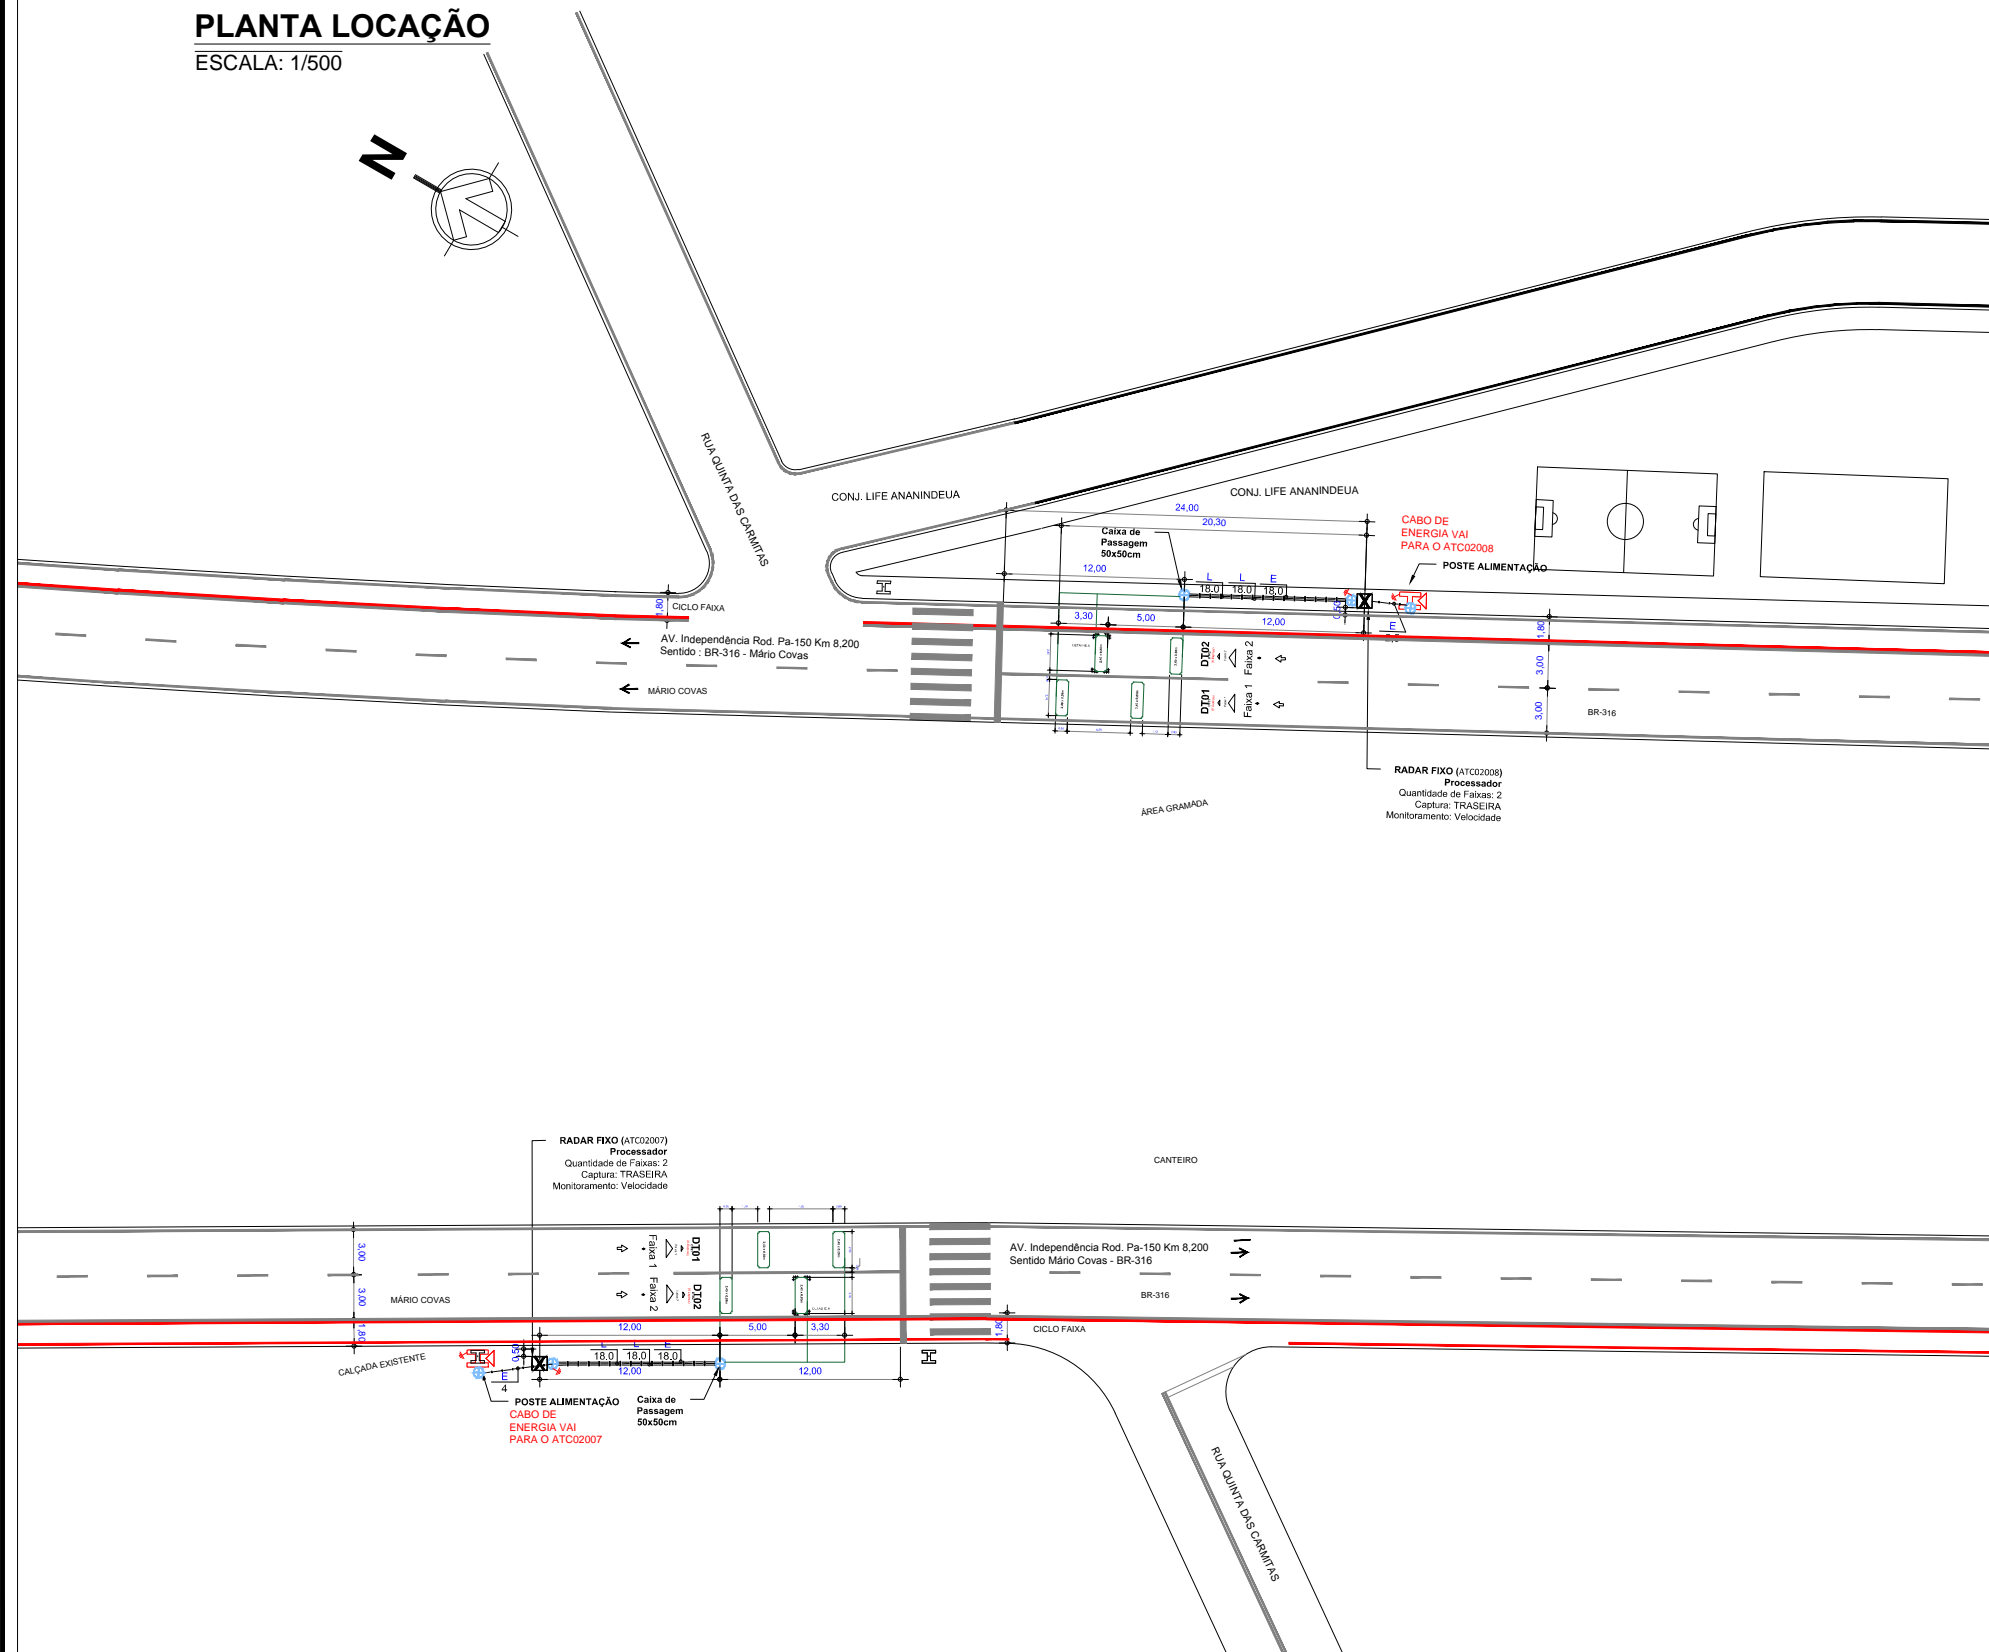 PLANTA LOCAÇÃO
ESCALA: 1/500
N
RUA QUINTA DAS CARMITAS
CONJ. LIFE ANANINDEUA
CONJ. LIFE ANANINDEUA
24,00
20,30
CABO DE
ENERGIA VAI
PARA O ATC02008
Caixa de
Passagem
50x50cm
POSTE ALIMENTAÇÃO
12,00
L
L
E
18.0
18.0
18.0
1,80
CICLO FAIXA
3,30
5,00
12,00
0,50
E
1,80
AV. Independência Rod. Pa-150 Km 8,200
Sentido : BR-316 - Mário Covas
MÁRIO COVAS
DT02
Faixa 2
DT01
Faixa 1
3,00
3,00
BR-316
RADAR FIXO (ATC02008)
Processador
Quantidade de Faixas: 2
Captura: TRASEIRA
Monitoramento: Velocidade
ÁREA GRAMADA
RADAR FIXO (ATC02007)
Processador
Quantidade de Faixas: 2
Captura: TRASEIRA
Monitoramento: Velocidade
CANTEIRO
3,00
3,00
1,80
Faixa 1
DT01
Faixa 2
DT02
AV. Independência Rod. Pa-150 Km 8,200
Sentido Mário Covas - BR-316
MÁRIO COVAS
BR-316
12,00
5,00
3,30
1,80
CICLO FAIXA
0,50
18.0
18.0
18.0
CALÇADA EXISTENTE
12,00
12,00
E
4
POSTE ALIMENTAÇÃO
CABO DE
ENERGIA VAI
PARA O ATC02007
Caixa de
Passagem
50x50cm
RUA QUINTA DAS CARMITAS